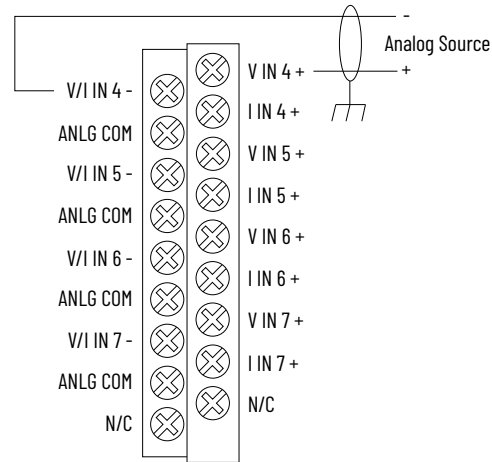 -
Analog Source
+
V/I IN 4 -
ANLG COM
V/I IN 5 -
ANLG COM
V/I IN 6 -
ANLG COM
V/I IN 7 -
ANLG COM
N/C
V IN 4 +
I IN 4 +
V IN 5 +
I IN 5 +
V IN 6 +
I IN 6 +
V IN 7 +
I IN 7 +
N/C